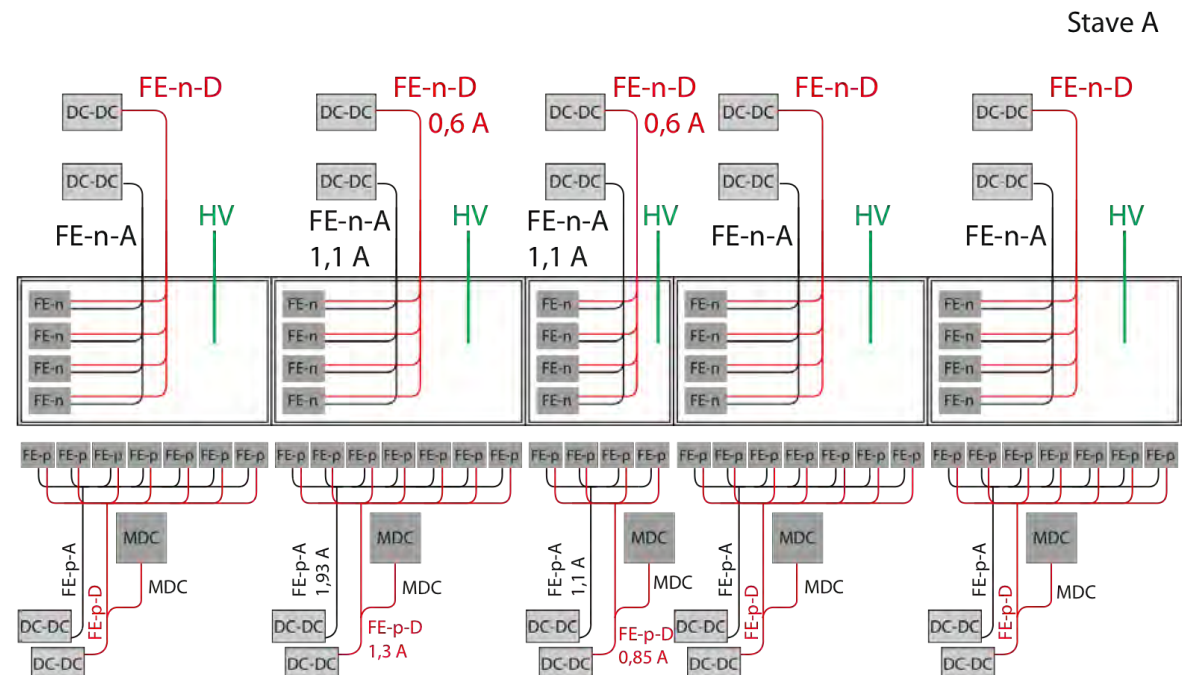 Stave A
FE-n-D FE-n-D FE-n-D FE-n-D FE-n-D
DC-DC DC-DC 0,6 A DC-DC 0,6 A DC-DC DC-DC
DC-DC DC-DC DC-DC DC-DC DC-DC
FE-n-A HV FE-n-A HV FE-n-A HV FE-n-A HV FE-n-A HV
1,1 A 1,1 A
FE-n FE-n FE-n FE-n FE-n
FE-n FE-n FE-n FE-n FE-n
FE-n FE-n FE-n FE-n FE-n
FE-n FE-n FE-n FE-n FE-n
FE-p FE-p FE-p FE-p FE-p FE-p FE-p FE-p FE-p FE-p FE-p FE-p FE-p FE-p FE-p FE-p FE-p FE-p FE-p FE-p FE-p FE-p FE-p FE-p FE-p FE-p FE-p FE-p FE-p FE-p FE-p FE-p
MDC MDC MDC MDC MDC
FE-p-A FE-p-A FE-p-A FE-p-A FE-p-A
1,93 A 1,1 A
MDC MDC MDC MDC MDC
FE-p-D FE-p-D FE-p-D FE-p-D FE-p-D
1,3 A 0,85 A
DC-DC DC-DC DC-DC DC-DC DC-DC
DC-DC DC-DC DC-DC DC-DC DC-DC